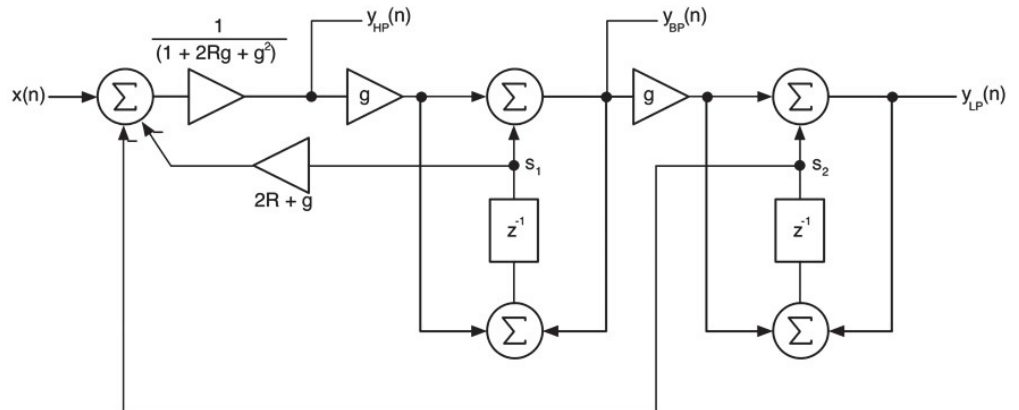 y_HP(n)
y_BP(n)
1
(1 + 2Rg + g²)
x(n)
Σ
g
Σ
g
Σ
y_LP(n)
–
–
2R + g
s₁
s₂
z⁻¹
z⁻¹
Σ
Σ